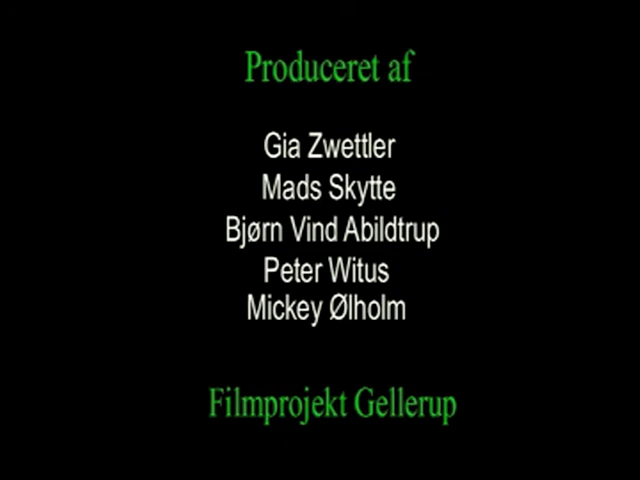 Produceret af
Gia Zwettler
Mads Skytte
Bjørn Vind Abildtrup
Peter Witus
Mickey Ølholm
Filmprojekt Gellerup